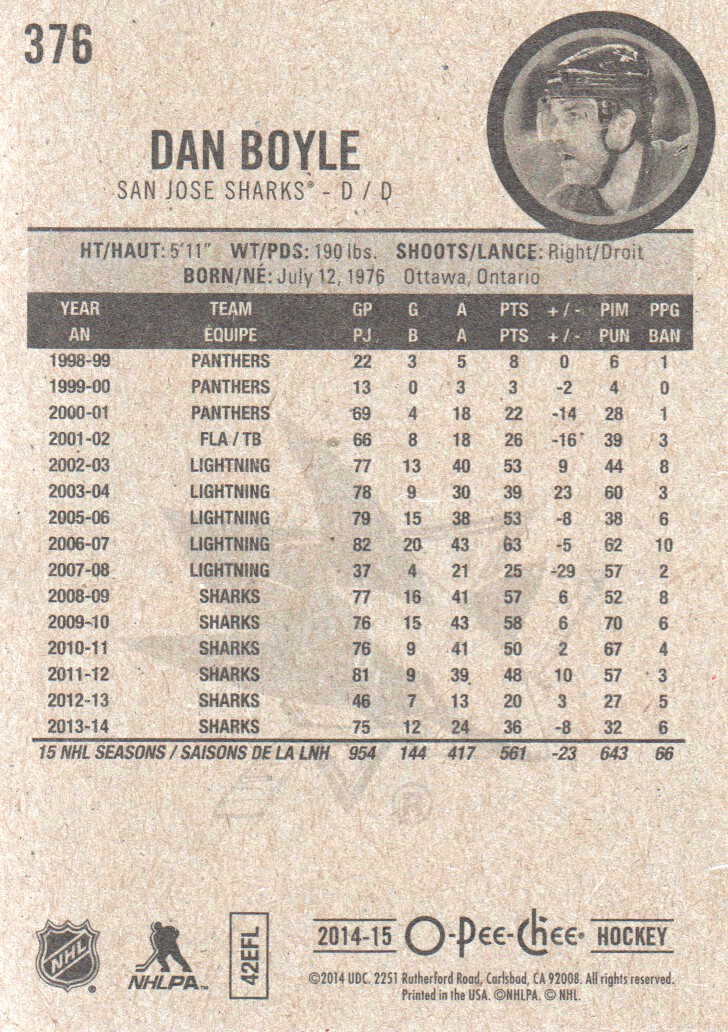 376
DAN BOYLE
SAN JOSE SHARKS® - D / D
HT/HAUT: 5'11" WT/PDS: 190 lbs. SHOOTS/LANCE: Right/Droit
BORN/NÉ: July 12, 1976 Ottawa, Ontario
YEAR TEAM GP G A PTS + / - PIM PPG
AN ÉQUIPE PJ B A PTS + / - PUN BAN
1998-99 PANTHERS 22 3 5 8 0 6 1
1999-00 PANTHERS 13 0 3 3 -2 4 0
2000-01 PANTHERS 69 4 18 22 -14 28 1
2001-02 FLA / TB 66 8 18 26 -16 39 3
2002-03 LIGHTNING 77 13 40 53 9 44 8
2003-04 LIGHTNING 78 9 30 39 23 60 3
2005-06 LIGHTNING 79 15 38 53 -8 38 6
2006-07 LIGHTNING 82 20 43 63 -5 62 10
2007-08 LIGHTNING 37 4 21 25 -29 57 2
2008-09 SHARKS 77 16 41 57 6 52 8
2009-10 SHARKS 76 15 43 58 6 70 6
2010-11 SHARKS 76 9 41 50 2 67 4
2011-12 SHARKS 81 9 39 48 10 57 3
2012-13 SHARKS 46 7 13 20 3 27 5
2013-14 SHARKS 75 12 24 36 -8 32 6
15 NHL SEASONS / SAISONS DE LA LNH 954 144 417 561 -23 643 66
®
NHL®
NHLPA™
42EFL
2014-15 O-Pee-Chee® HOCKEY
©2014 UDC. 2251 Rutherford Road, Carlsbad, CA 92008. All rights reserved.
Printed in the USA. ©NHLPA. © NHL.